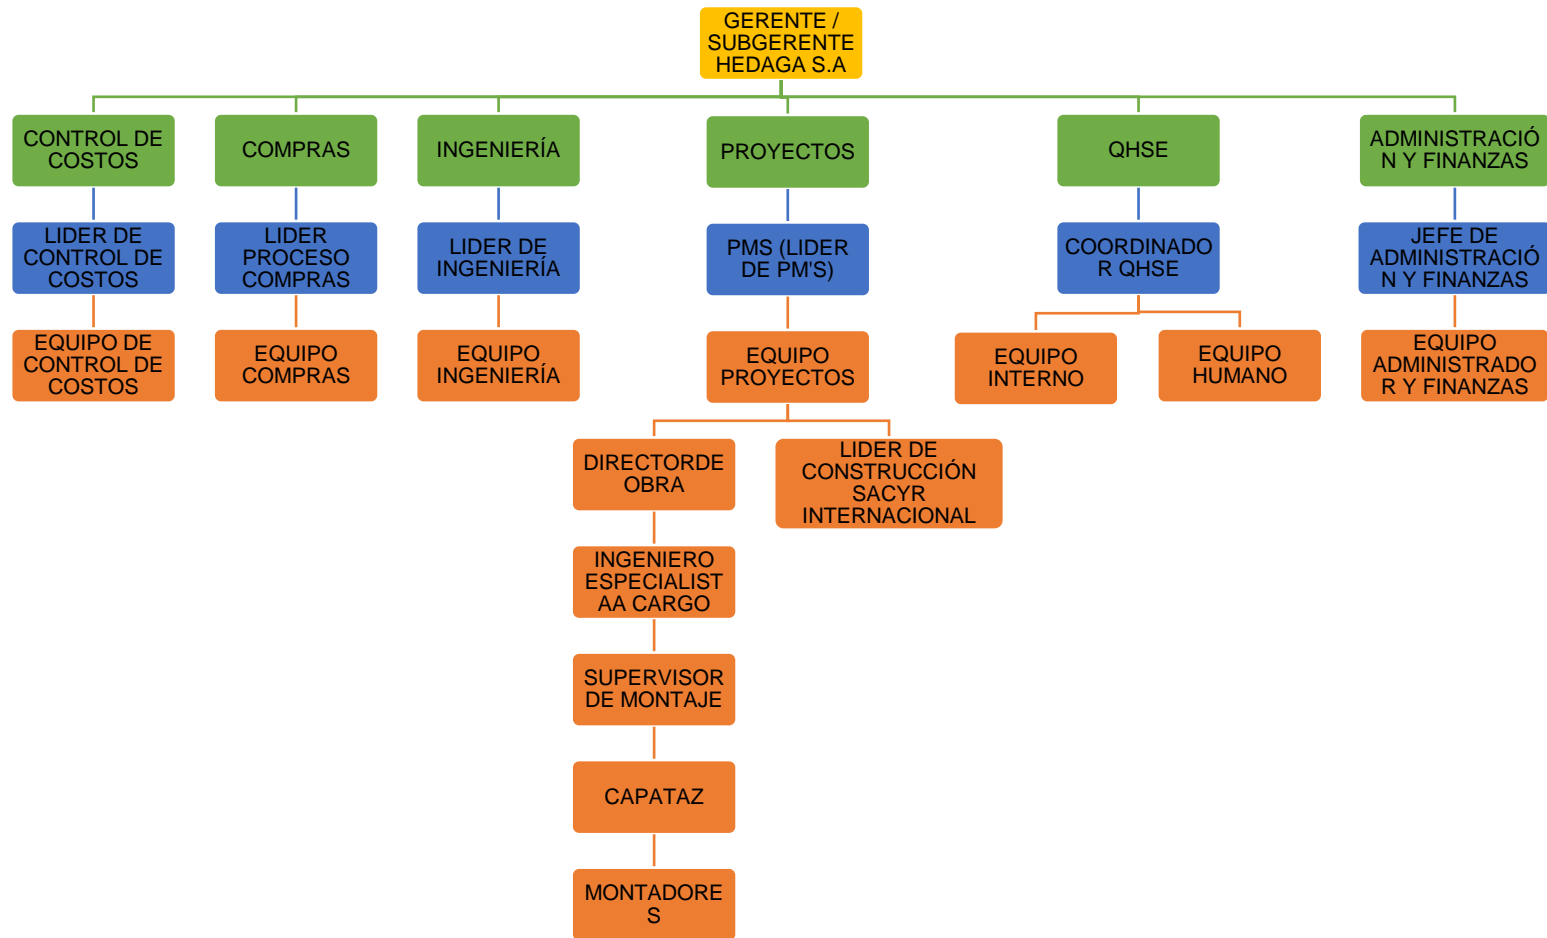 GERENTE /
SUBGERENTE
HEDAGA S.A
CONTROL DE
COSTOS
COMPRAS
INGENIERÍA
PROYECTOS
QHSE
ADMINISTRACIÓ
N Y FINANZAS
LIDER DE
CONTROL DE
COSTOS
LIDER
PROCESO
COMPRAS
LIDER DE
INGENIERÍA
PMS (LIDER
DE PM'S)
COORDINADO
R QHSE
JEFE DE
ADMINISTRACIÓ
N Y FINANZAS
EQUIPO DE
CONTROL DE
COSTOS
EQUIPO
COMPRAS
EQUIPO
INGENIERÍA
EQUIPO
PROYECTOS
EQUIPO
INTERNO
EQUIPO
HUMANO
EQUIPO
ADMINISTRADO
R Y FINANZAS
DIRECTORDE
OBRA
LIDER DE
CONSTRUCCIÓN
SACYR
INTERNACIONAL
INGENIERO
ESPECIALIST
AA CARGO
SUPERVISOR
DE MONTAJE
CAPATAZ
MONTADORE
S